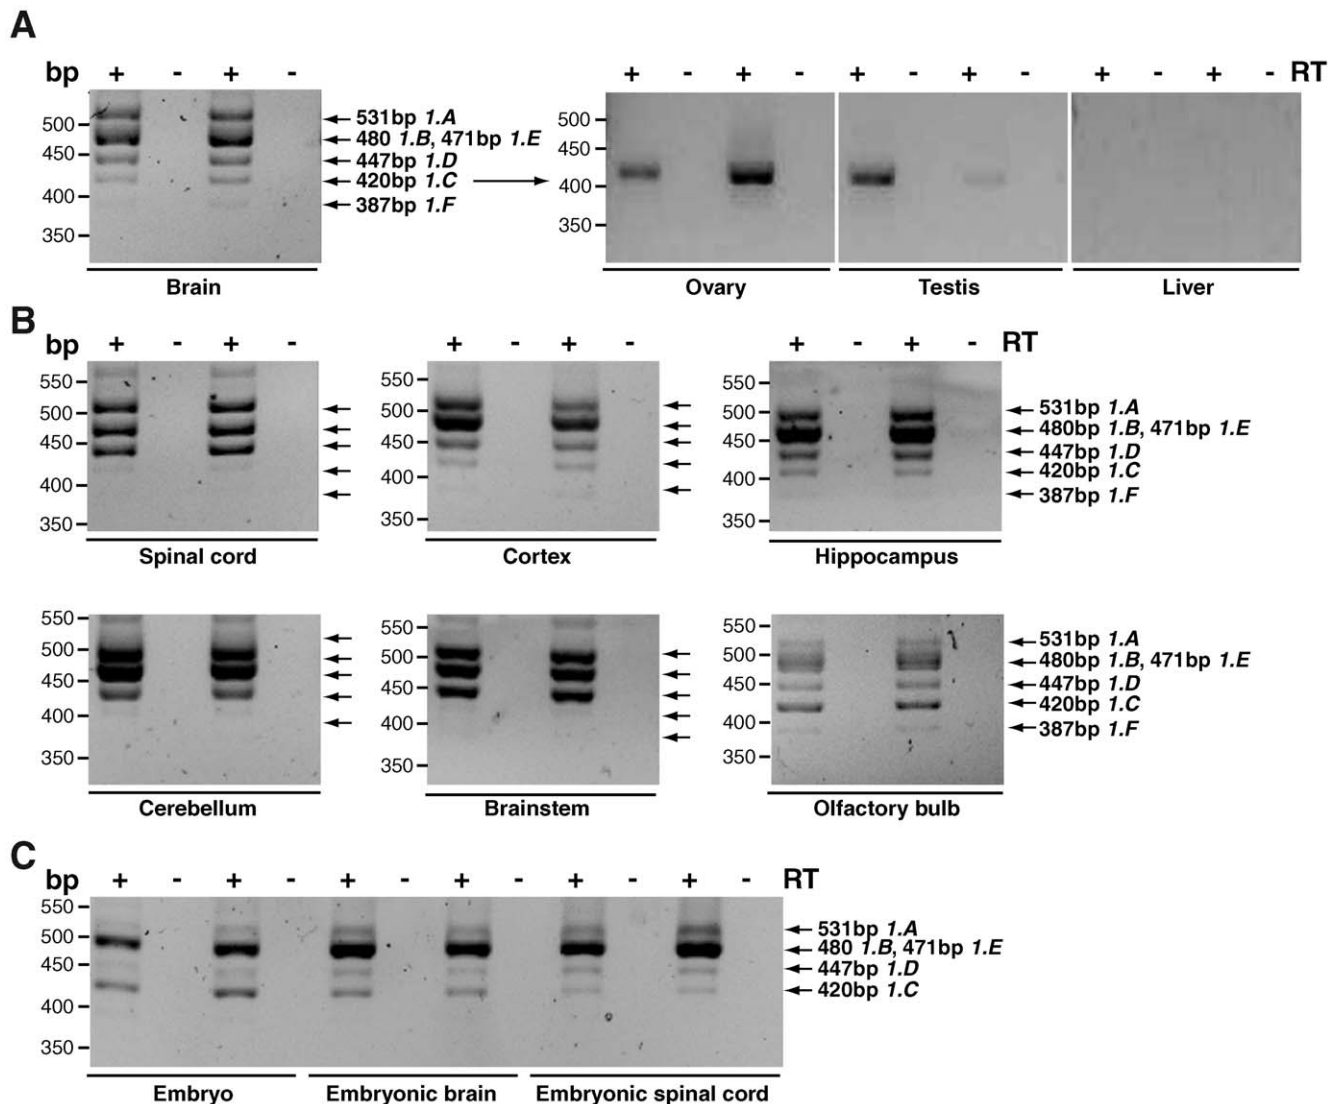 A
bp + - + -
+ - + - + - + - + - + - RT
500
450
400
350
531bp 1.A
480 1.B, 471bp 1.E
447bp 1.D
420bp 1.C
387bp 1.F
500
450
400
350
Brain
Ovary
Testis
Liver
B
bp + - + -
+ - + -
+ - + - RT
550
500
450
400
350
550
500
450
400
350
550
500
450
400
350
531bp 1.A
480bp 1.B, 471bp 1.E
447bp 1.D
420bp 1.C
387bp 1.F
Spinal cord
Cortex
Hippocampus
550
500
450
400
350
550
500
450
400
350
550
500
450
400
350
531bp 1.A
480bp 1.B, 471bp 1.E
447bp 1.D
420bp 1.C
387bp 1.F
Cerebellum
Brainstem
Olfactory bulb
C
bp + - + - + - + - + - + - RT
550
500
450
400
350
531bp 1.A
480 1.B, 471bp 1.E
447bp 1.D
420bp 1.C
Embryo
Embryonic brain
Embryonic spinal cord